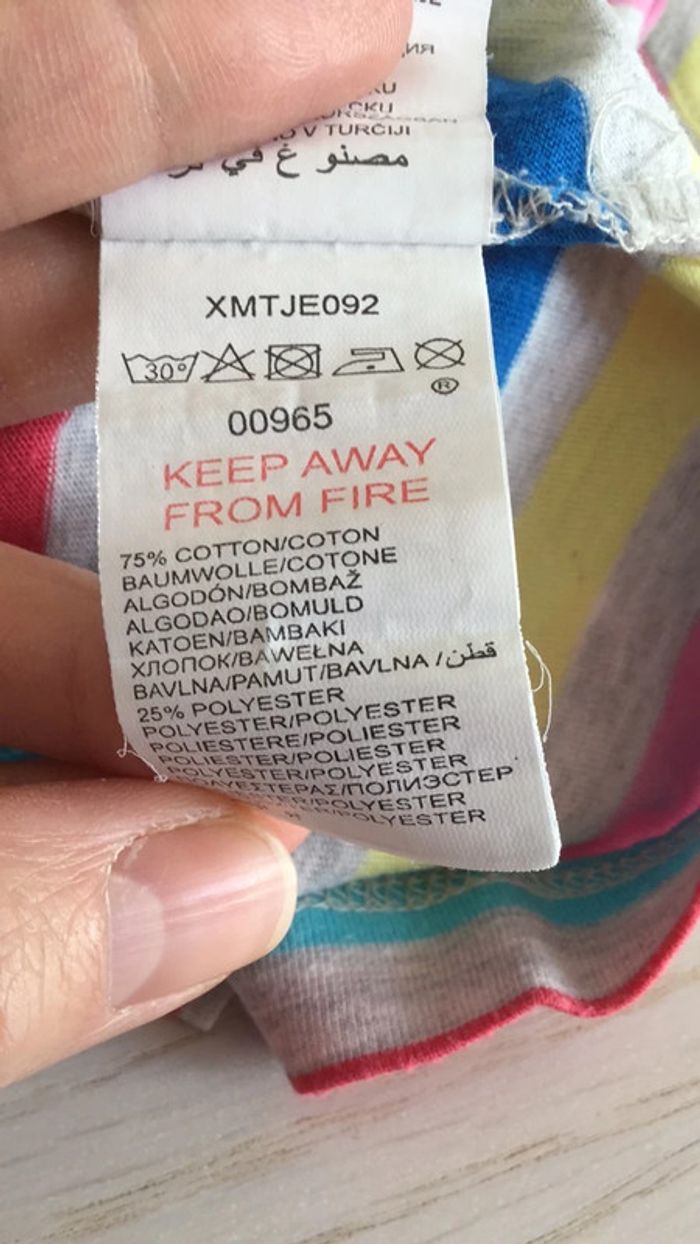 V TURČIJI
مصنوع في
XMTJE092
30°
®
00965
KEEP AWAY
FROM FIRE
75% COTTON/COTON
BAUMWOLLE/COTONE
ALGODÓN/BOMBAŽ
ALGODAO/BOMULD
KATOEN/BAMBAKI
ХЛОПОК/BAWEŁNA
BAVLNA/PAMUT/BAVLNA / قطن
25% POLYESTER
POLYESTER/POLYESTER
POLIESTERE/POLIESTER
POLIESTER/POLIESTER
POLYESTER/POLYESTER
ПОЛИЭСТЕР
POLYESTER
POLYESTER